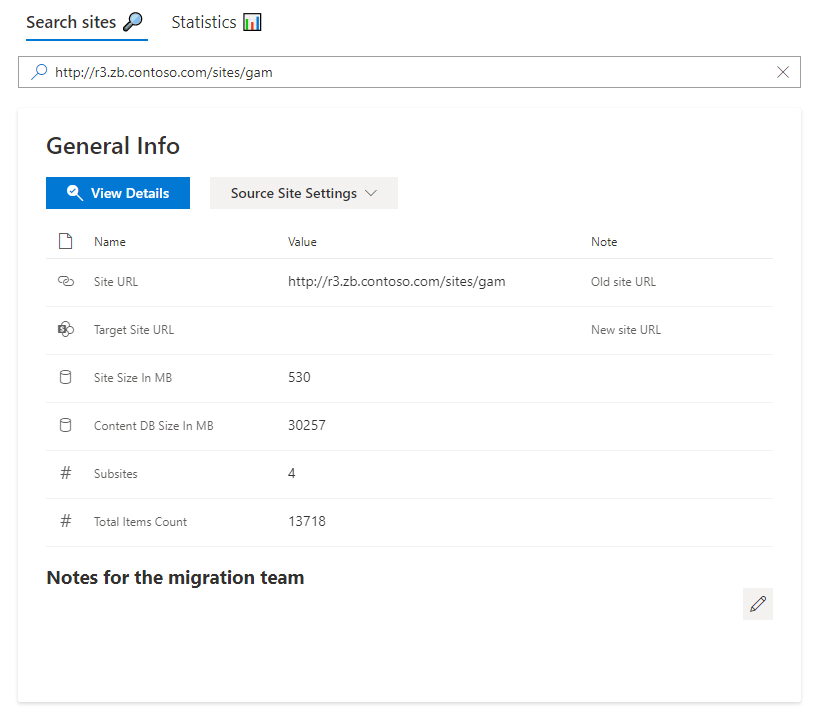 Search sites Statistics
http://r3.zb.contoso.com/sites/gam
General Info
View Details Source Site Settings
Name Value Note
Site URL http://r3.zb.contoso.com/sites/gam Old site URL
Target Site URL New site URL
Site Size In MB 530
Content DB Size In MB 30257
# Subsites 4
# Total Items Count 13718
Notes for the migration team